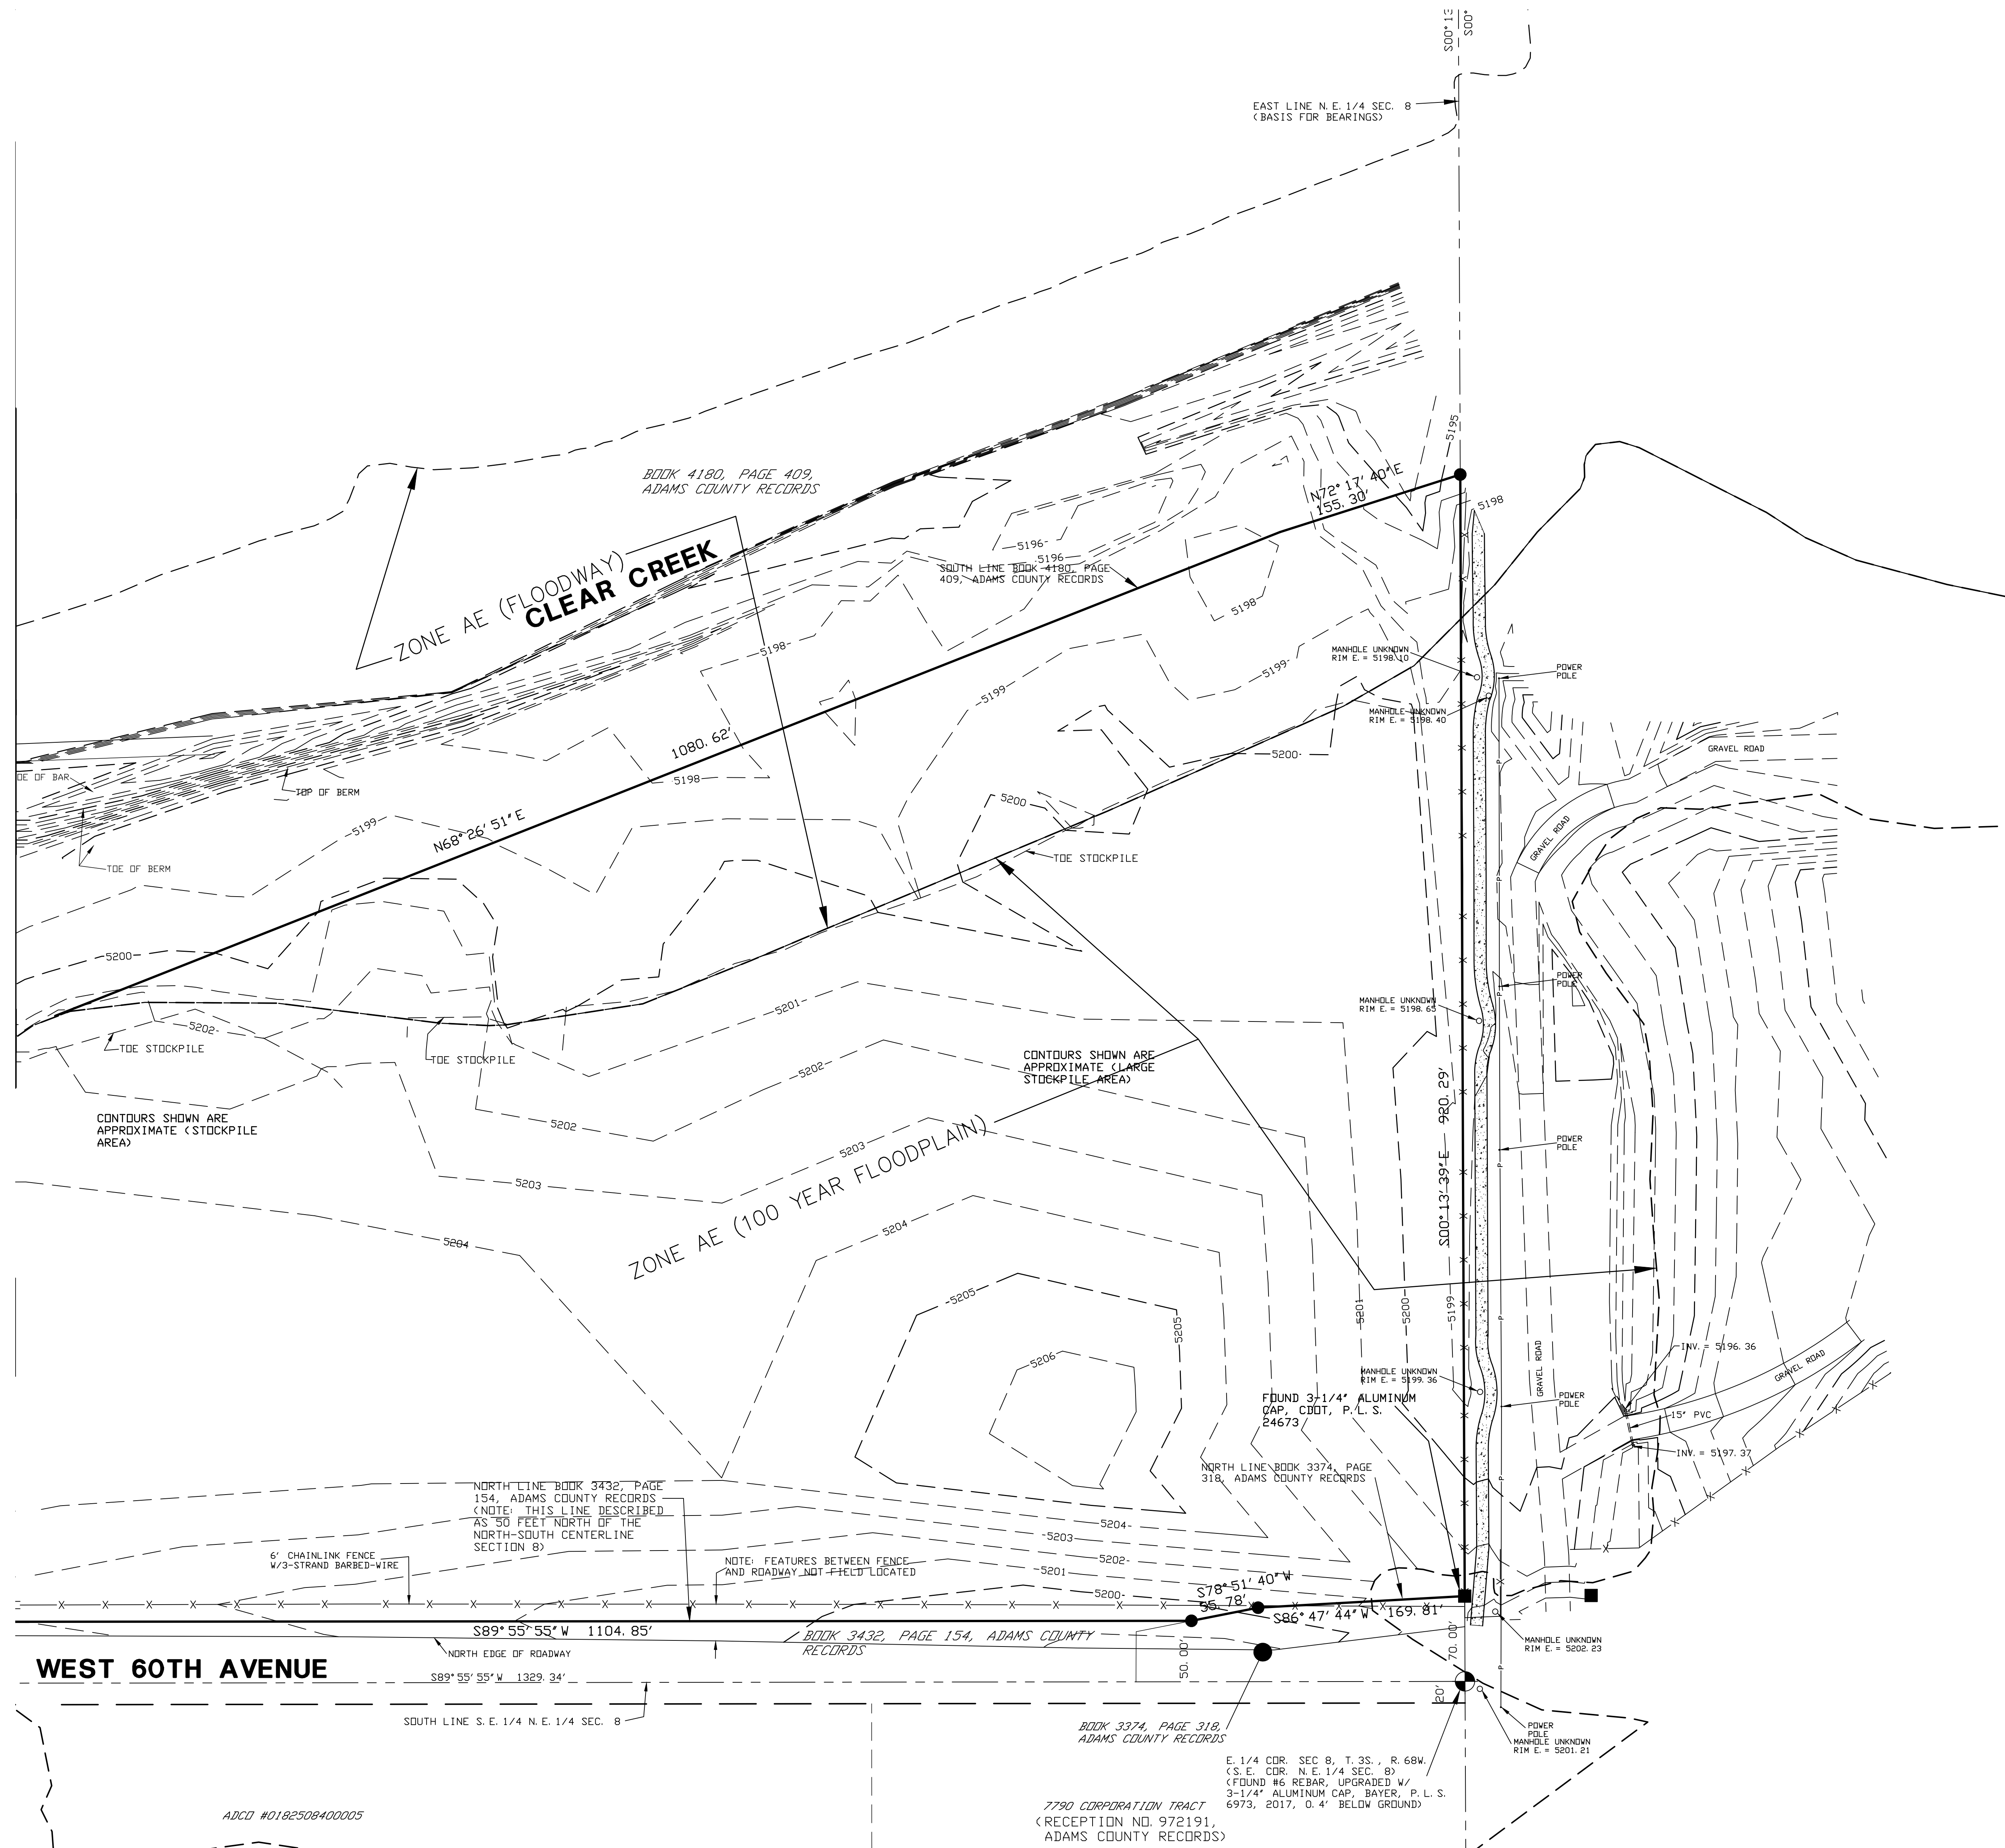 S00°13
S00°
EAST LINE N.E. 1/4 SEC. 8
(BASIS FOR BEARINGS)
BOOK 4180, PAGE 409,
ADAMS COUNTY RECORDS
5195
N72°17'40"E
155.30'
5198
ZONE AE (FLOODWAY)
CLEAR CREEK
5196
5196
SOUTH LINE BOOK 4180, PAGE
409, ADAMS COUNTY RECORDS
5198
5198
5199
5199
MANHOLE UNKNOWN
RIM E. = 5198.10
POWER
POLE
MANHOLE UNKNOWN
RIM E. = 5198.40
1080.62'
5198
5200
GRAVEL ROAD
OE OF BAR
TOP OF BERM
5200
5199
N68°26'51"E
GRAVEL ROAD
TOE OF BERM
TOE STOCKPILE
P
P
5200
POWER
POLE
5201
MANHOLE UNKNOWN
RIM E. = 5198.65
5202
TOE STOCKPILE
TOE STOCKPILE
CONTOURS SHOWN ARE
APPROXIMATE (LARGE
STOCKPILE AREA)
5202
S00°13'39"E 920.29'
CONTOURS SHOWN ARE
APPROXIMATE (STOCKPILE
AREA)
5202
POWER
POLE
P
5203
ZONE AE (100 YEAR FLOODPLAIN)
5203
5204
5204
5205
5205
5201
5200
5199
P
5206
INV. = 5196.36
GRAVEL ROAD
GRAVEL ROAD
MANHOLE UNKNOWN
RIM E. = 5199.36
FOUND 3-1/4" ALUMINUM
CAP, CDOT, P.L.S.
24673
POWER
POLE
15" PVC
INV. = 5197.37
NORTH LINE BOOK 3374, PAGE
318, ADAMS COUNTY RECORDS
P
NORTH LINE BOOK 3432, PAGE
154, ADAMS COUNTY RECORDS
(NOTE: THIS LINE DESCRIBED
AS 50 FEET NORTH OF THE
NORTH-SOUTH CENTERLINE
SECTION 8)
5204
5203
5202
5201
5200
6' CHAINLINK FENCE
W/3-STRAND BARBED-WIRE
NOTE: FEATURES BETWEEN FENCE
AND ROADWAY NOT FIELD LOCATED
S78°51'40"W
55.78'
S86°47'44"W 169.81'
S89°55'55"W 1104.85'
BOOK 3432, PAGE 154, ADAMS COUNTY
RECORDS
NORTH EDGE OF ROADWAY
50.00'
70.00'
20'
MANHOLE UNKNOWN
RIM E. = 5202.23
P
WEST 60TH AVENUE
S89°55'55"W 1329.34'
SOUTH LINE S.E. 1/4 N.E. 1/4 SEC. 8
BOOK 3374, PAGE 318,
ADAMS COUNTY RECORDS
POWER
POLE
MANHOLE UNKNOWN
RIM E. = 5201.21
E. 1/4 COR. SEC 8, T.3S., R.68W.
(S.E. COR. N.E. 1/4 SEC. 8)
(FOUND #6 REBAR, UPGRADED W/
3-1/4" ALUMINUM CAP, BAYER, P.L.S.
6973, 2017, 0.4' BELOW GROUND)
ADCO #0182508400005
7790 CORPORATION TRACT
(RECEPTION NO. 972191,
ADAMS COUNTY RECORDS)